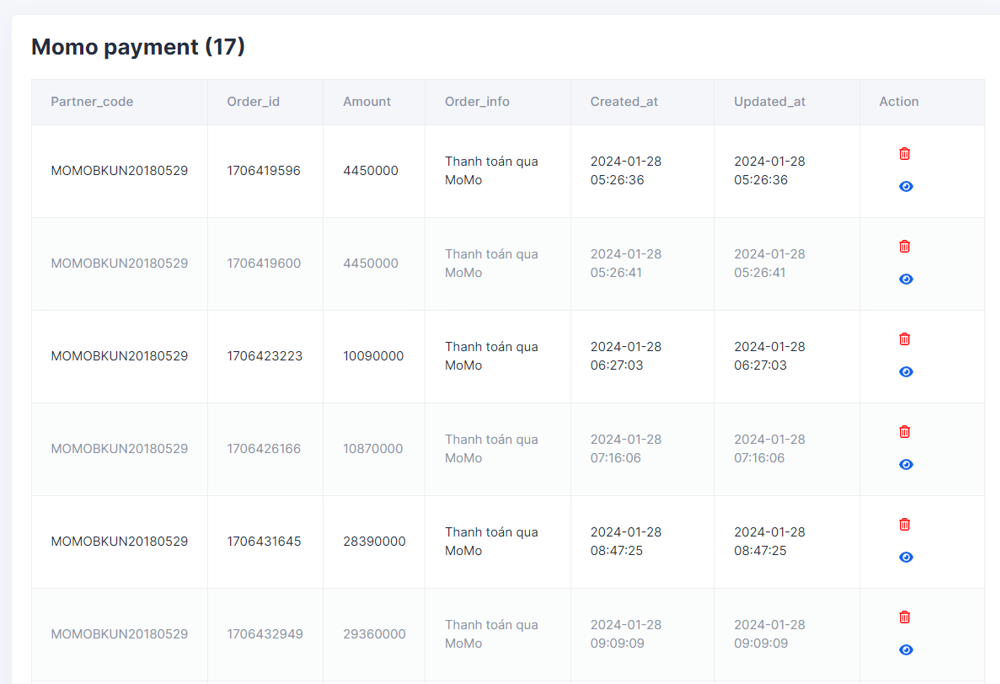 Momo payment (17)
Partner_code Order_id Amount Order_info Created_at Updated_at Action
MOMOBKUN20180529 1706419596 4450000 Thanh toán qua MoMo 2024-01-28 05:26:36 2024-01-28 05:26:36
MOMOBKUN20180529 1706419600 4450000 Thanh toán qua MoMo 2024-01-28 05:26:41 2024-01-28 05:26:41
MOMOBKUN20180529 1706423223 10090000 Thanh toán qua MoMo 2024-01-28 06:27:03 2024-01-28 06:27:03
MOMOBKUN20180529 1706426166 10870000 Thanh toán qua MoMo 2024-01-28 07:16:06 2024-01-28 07:16:06
MOMOBKUN20180529 1706431645 28390000 Thanh toán qua MoMo 2024-01-28 08:47:25 2024-01-28 08:47:25
MOMOBKUN20180529 1706432949 29360000 Thanh toán qua MoMo 2024-01-28 09:09:09 2024-01-28 09:09:09